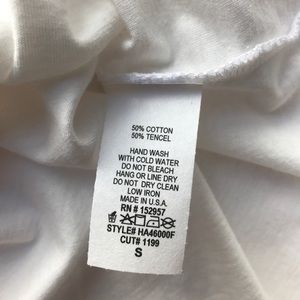 50% COTTON
50% TENCEL
HAND WASH
WITH COLD WATER
DO NOT BLEACH
HANG OR LINE DRY
DO NOT DRY CLEAN
LOW IRON
MADE IN U.S.A.
RN # 152957
STYLE# HA46000F
CUT# 1199
S